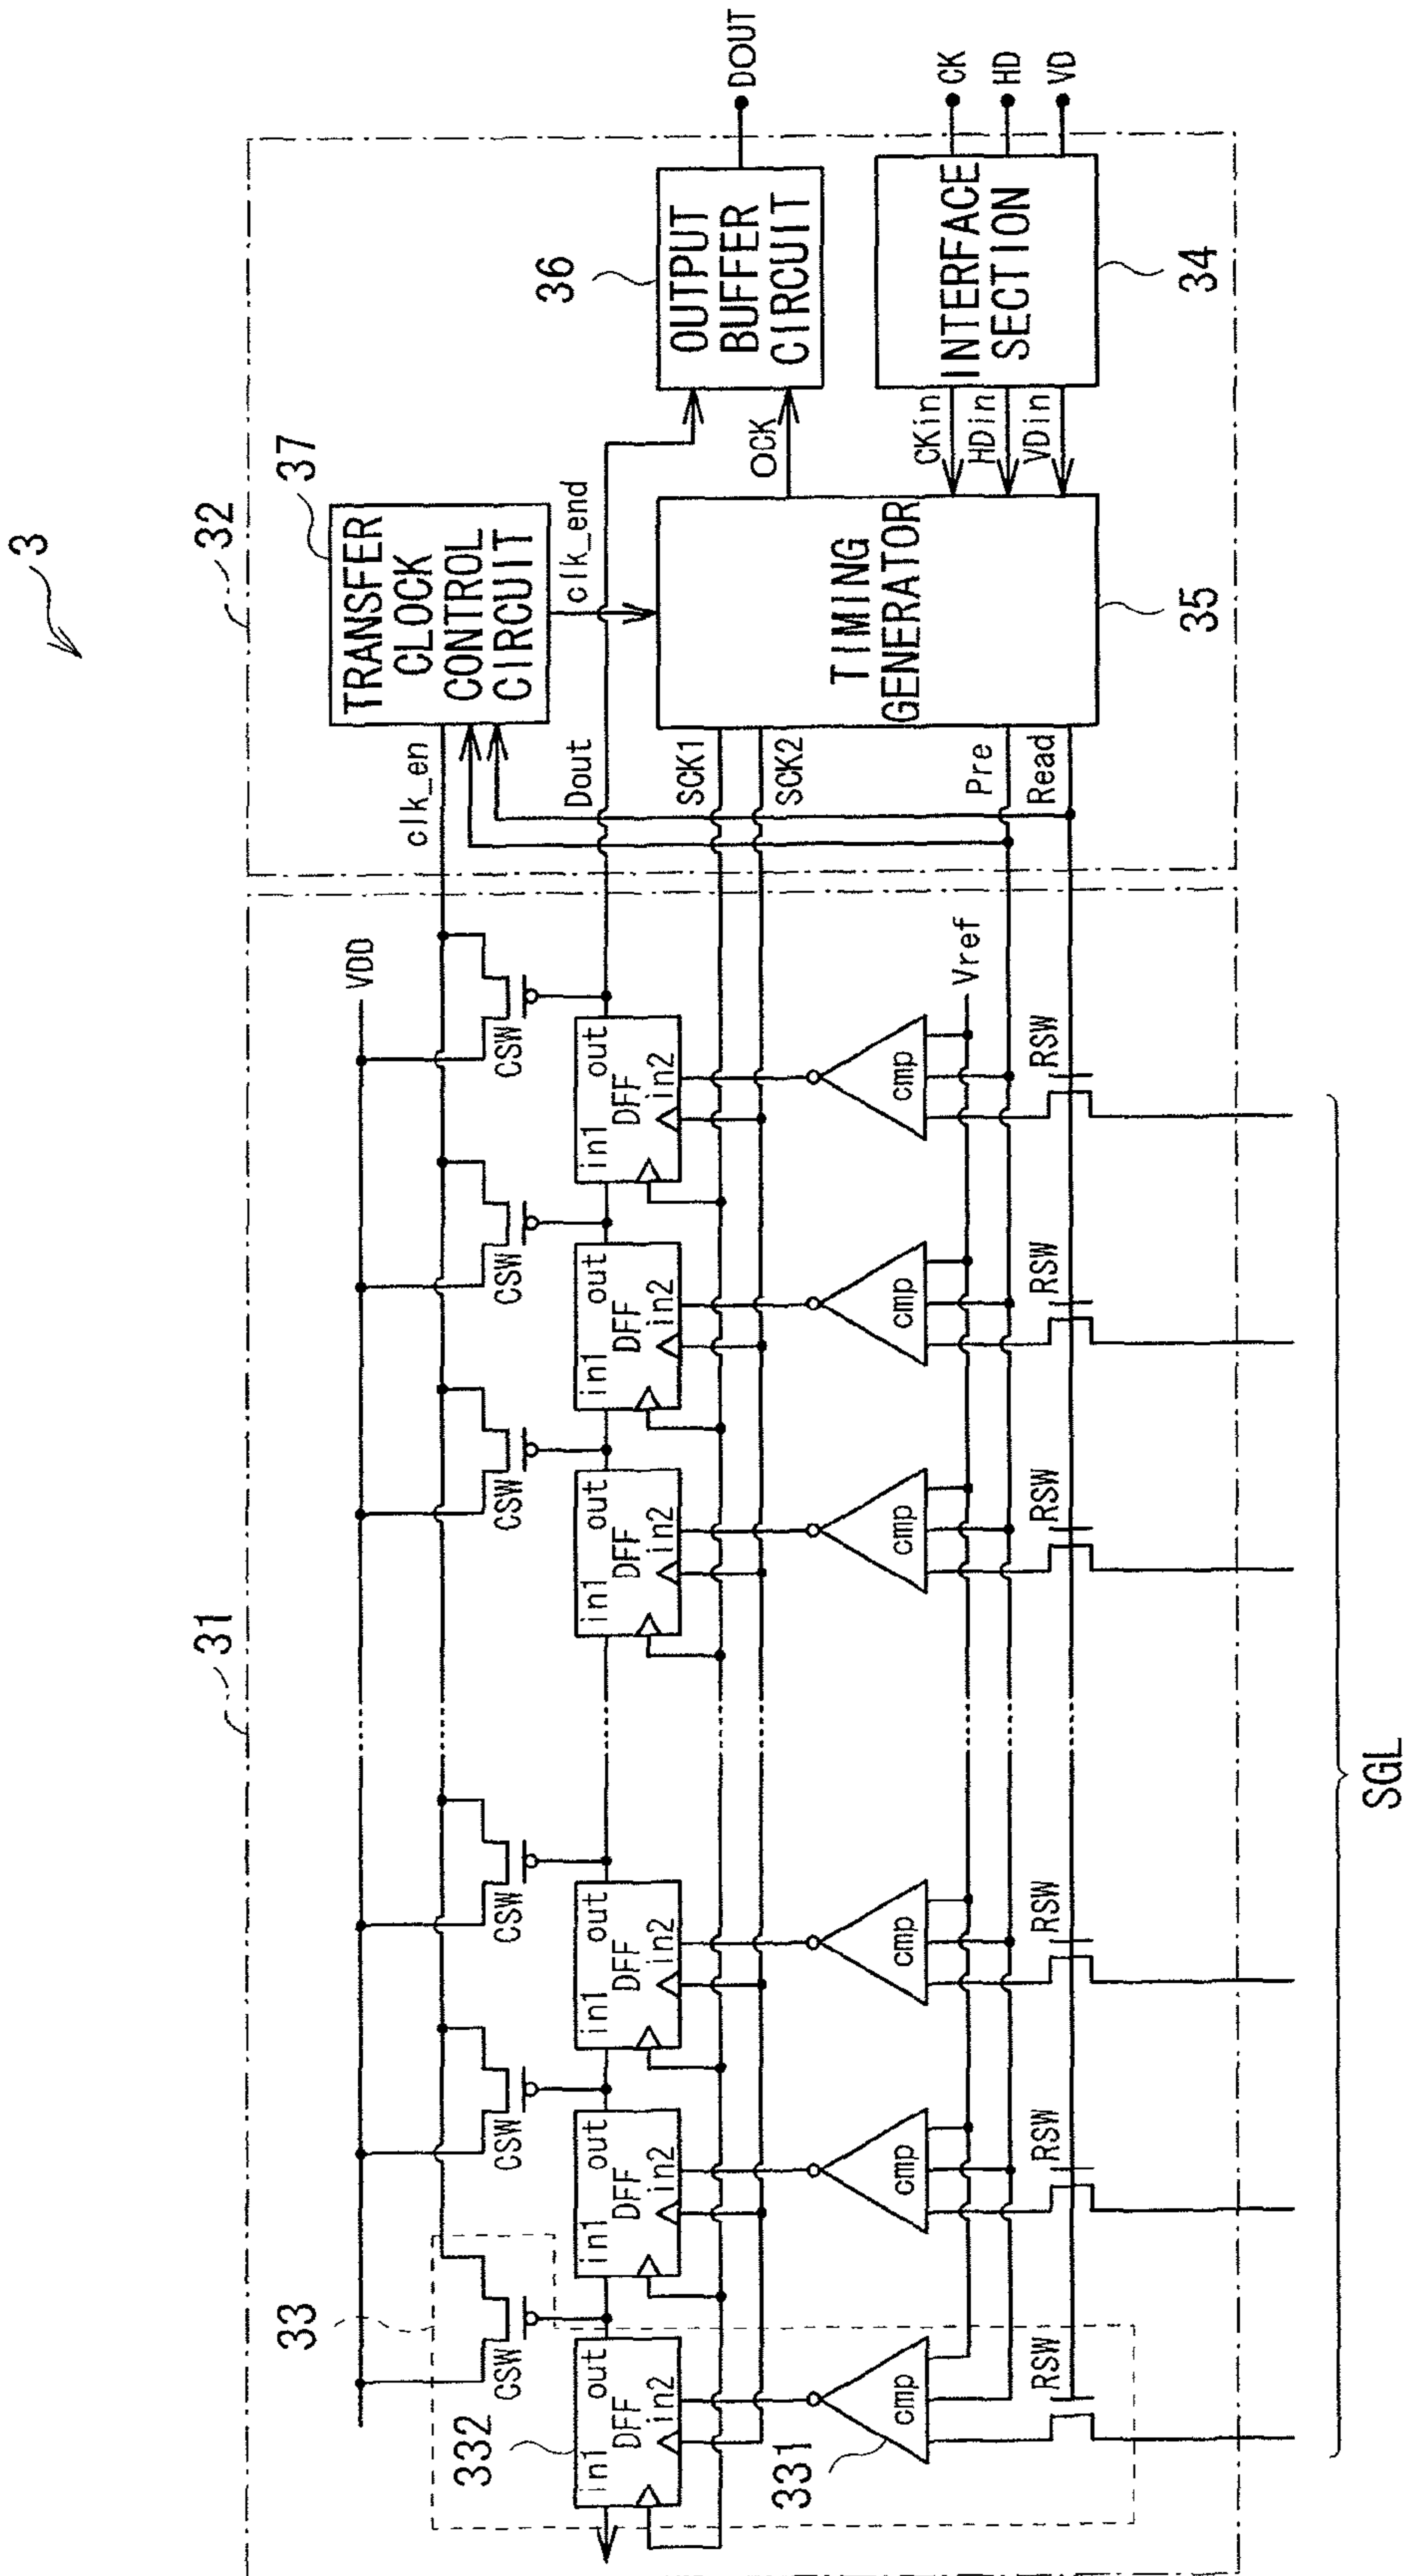 3
31
32
VDD
33
CSW
CSW
CSW
CSW
CSW
CSW
clk_en
37
TRANSFER
CLOCK
CONTROL
CIRCUIT
clk_end
332
in1 out
DFF
in2
in1 out
DFF
in2
in1 out
DFF
in2
in1 out
DFF
in2
in1 out
DFF
in2
in1 out
DFF
in2
Dout
36
OUTPUT
BUFFER
CIRCUIT
DOUT
SCK1
SCK2
OCK
331
cmp
cmp
cmp
cmp
cmp
cmp
Vref
Pre
Read
TIMING
GENERATOR
35
CKin
HDin
VDin
INTERFACE
SECTION
34
CK
HD
VD
RSW
RSW
RSW
RSW
RSW
RSW
SGL